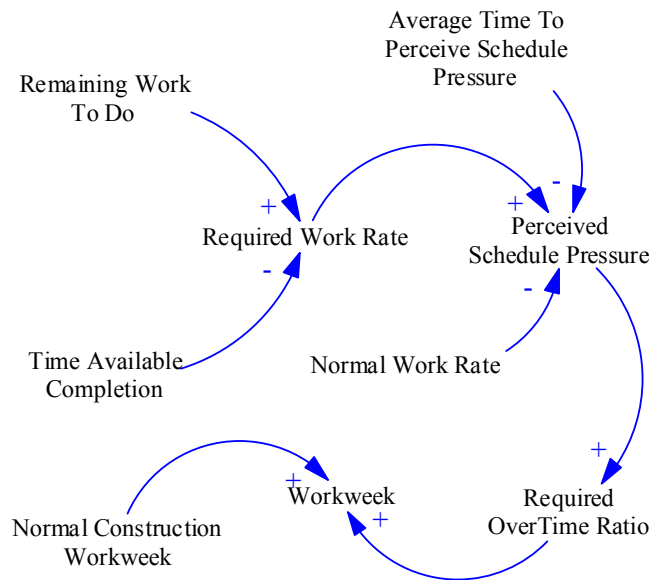 Average Time To
Perceive Schedule
Pressure
Remaining Work
To Do
-
+
+
Required Work Rate
Perceived
Schedule Pressure
-
-
Time Available
Completion
Normal Work Rate
+
+
Workweek
+
Required
OverTime Ratio
Normal Construction
Workweek